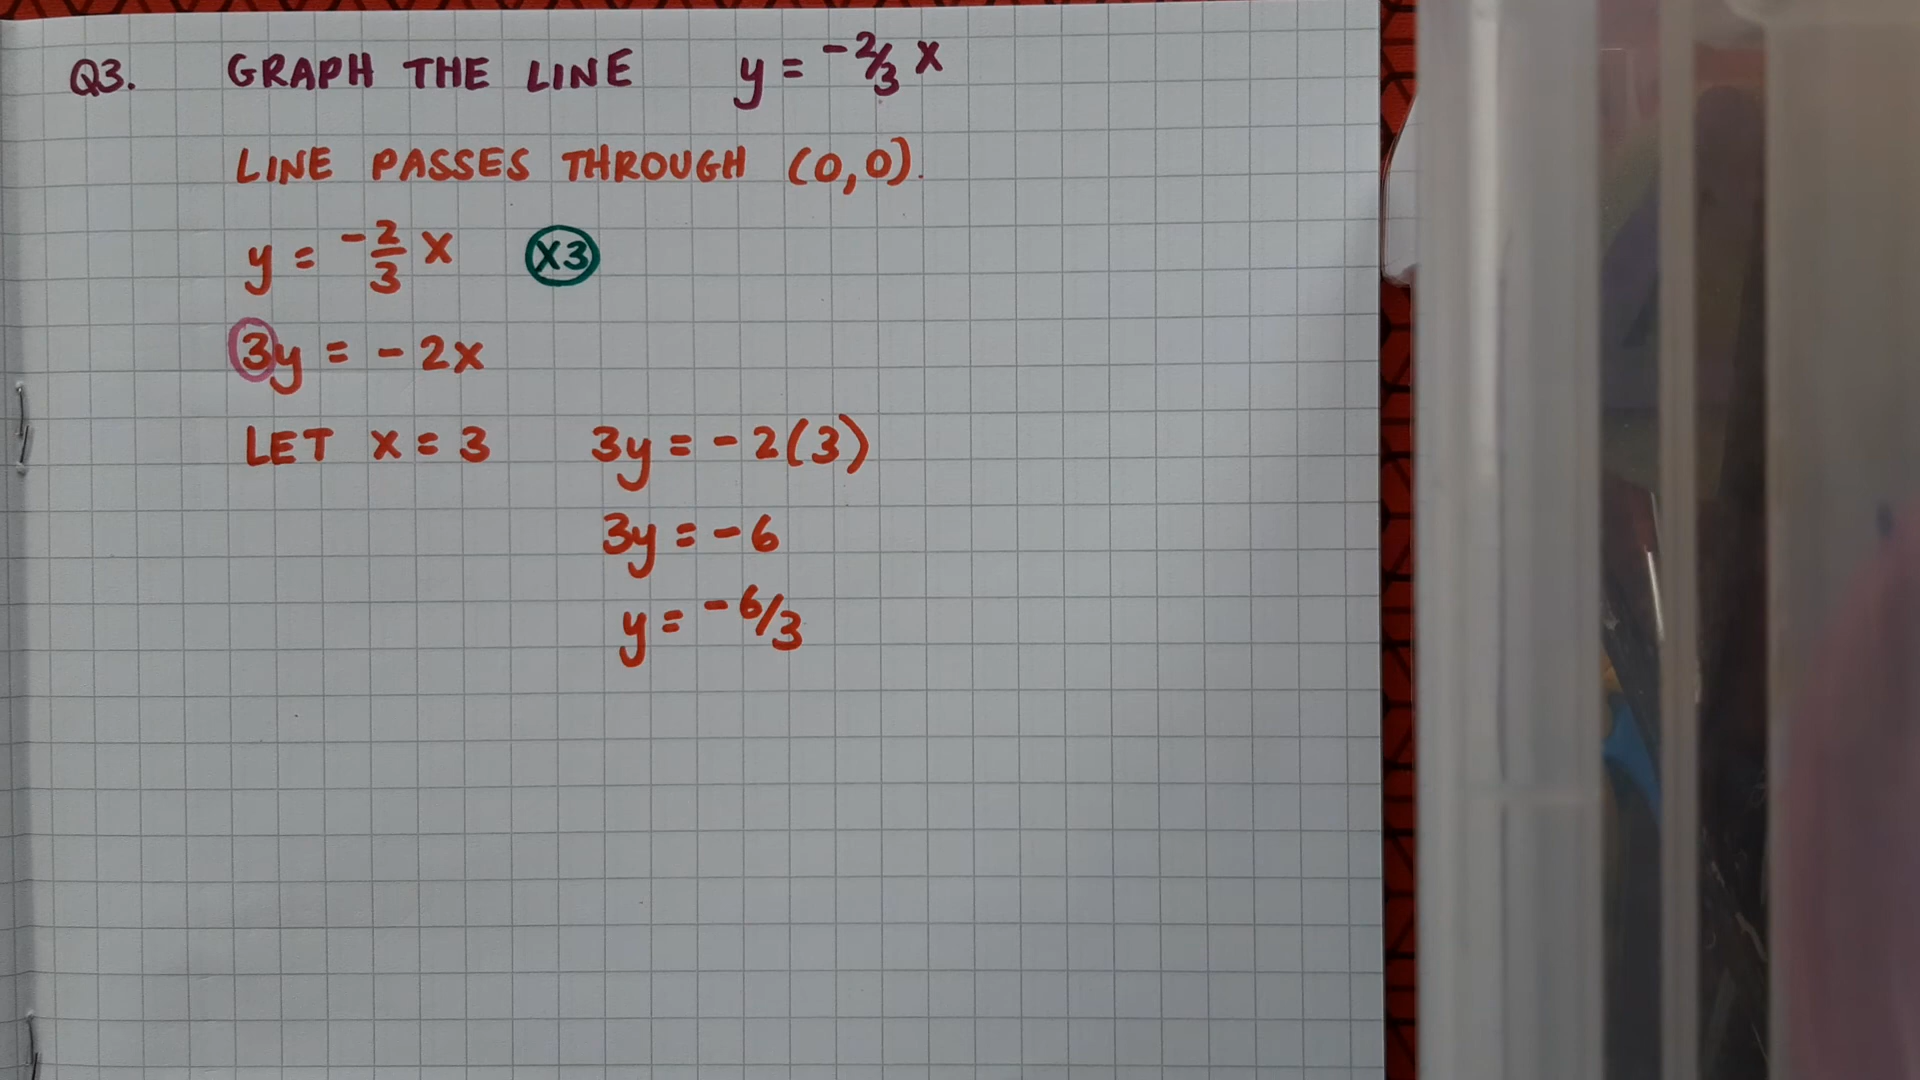 Q3. GRAPH THE LINE y = -2/3 x
LINE PASSES THROUGH (0,0).
y = -2/3 x X3
3y = -2x
LET x = 3 3y = -2(3)
3y = -6
y = -6/3